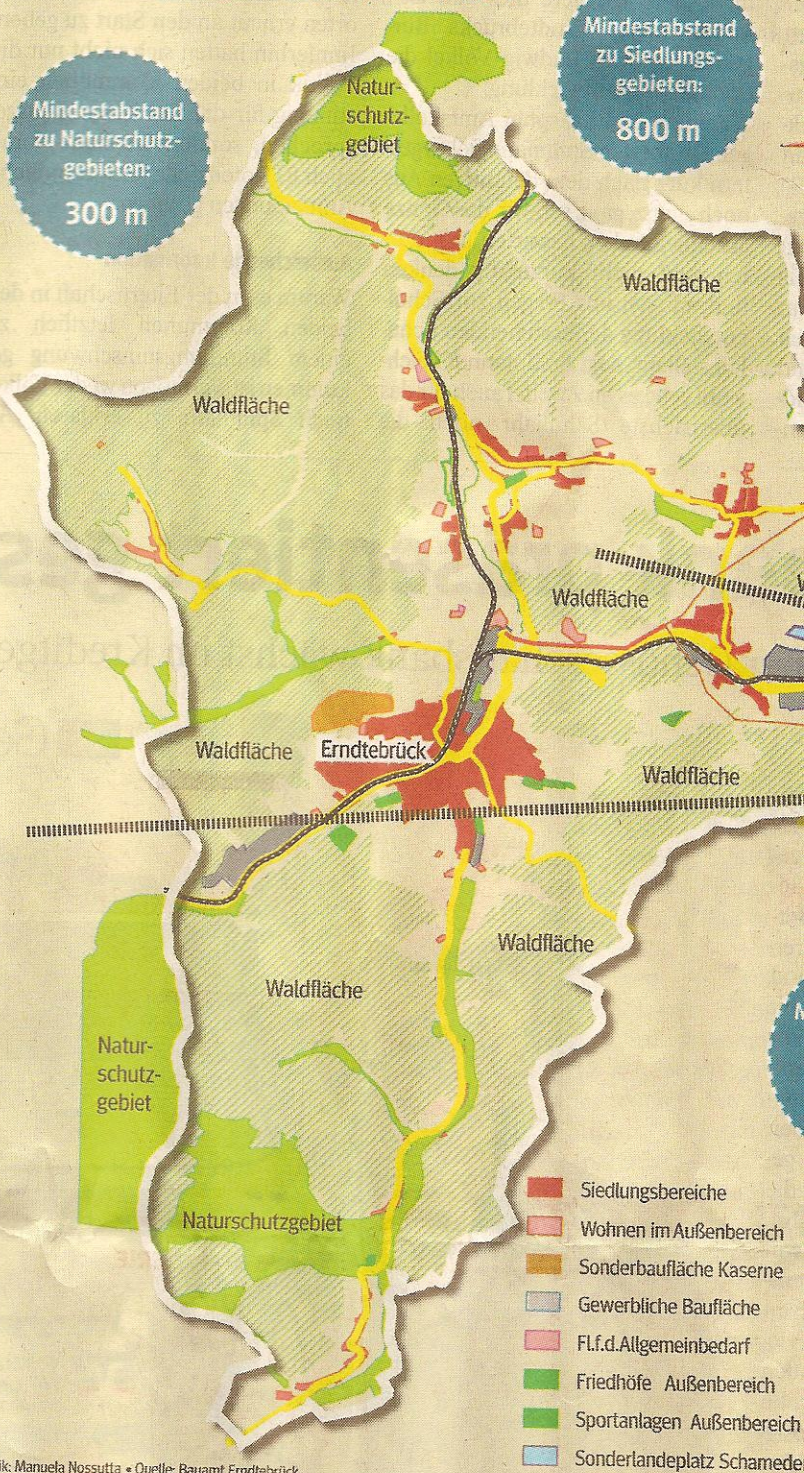 Mindestabstand
zu Naturschutz-
gebieten:
300 m
Mindestabstand
zu Siedlungs-
gebieten:
800 m
Natur-
schutz-
gebiet
Waldfläche
Waldfläche
Waldfläche
Waldfläche
Erndtebrück
Waldfläche
Waldfläche
Waldfläche
Natur-
schutz-
gebiet
Naturschutzgebiet
Siedlungsbereiche
Wohnen im Außenbereich
Sonderbaufläche Kaserne
Gewerbliche Baufläche
Fl.f.d.Allgemeinbedarf
Friedhöfe Außenbereich
Sportanlagen Außenbereich
Sonderlandeplatz Schameder
ik: Manuela Nossutta • Quelle: Bauamt Erndtebrück